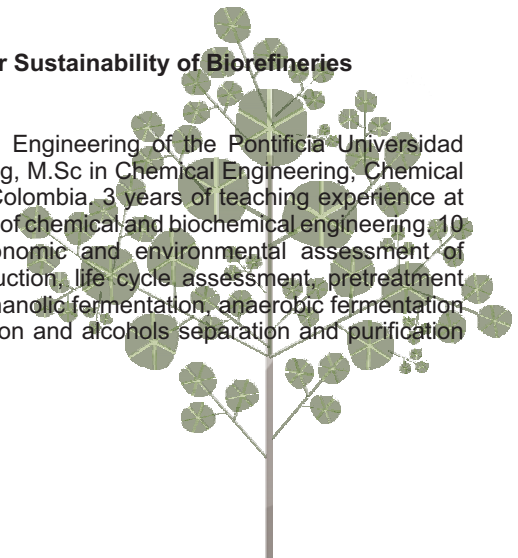 r Sustainability of Biorefineries
Engineering of the Pontificia Universidad
g, M.Sc in Chemical Engineering, Chemical
Colombia. 3 years of teaching experience at
of chemical and biochemical engineering. 10
onomic and environmental assessment of
uction, life cycle assessment, pretreatment
hanolic fermentation, anaerobic fermentation
on and alcohols separation and purification